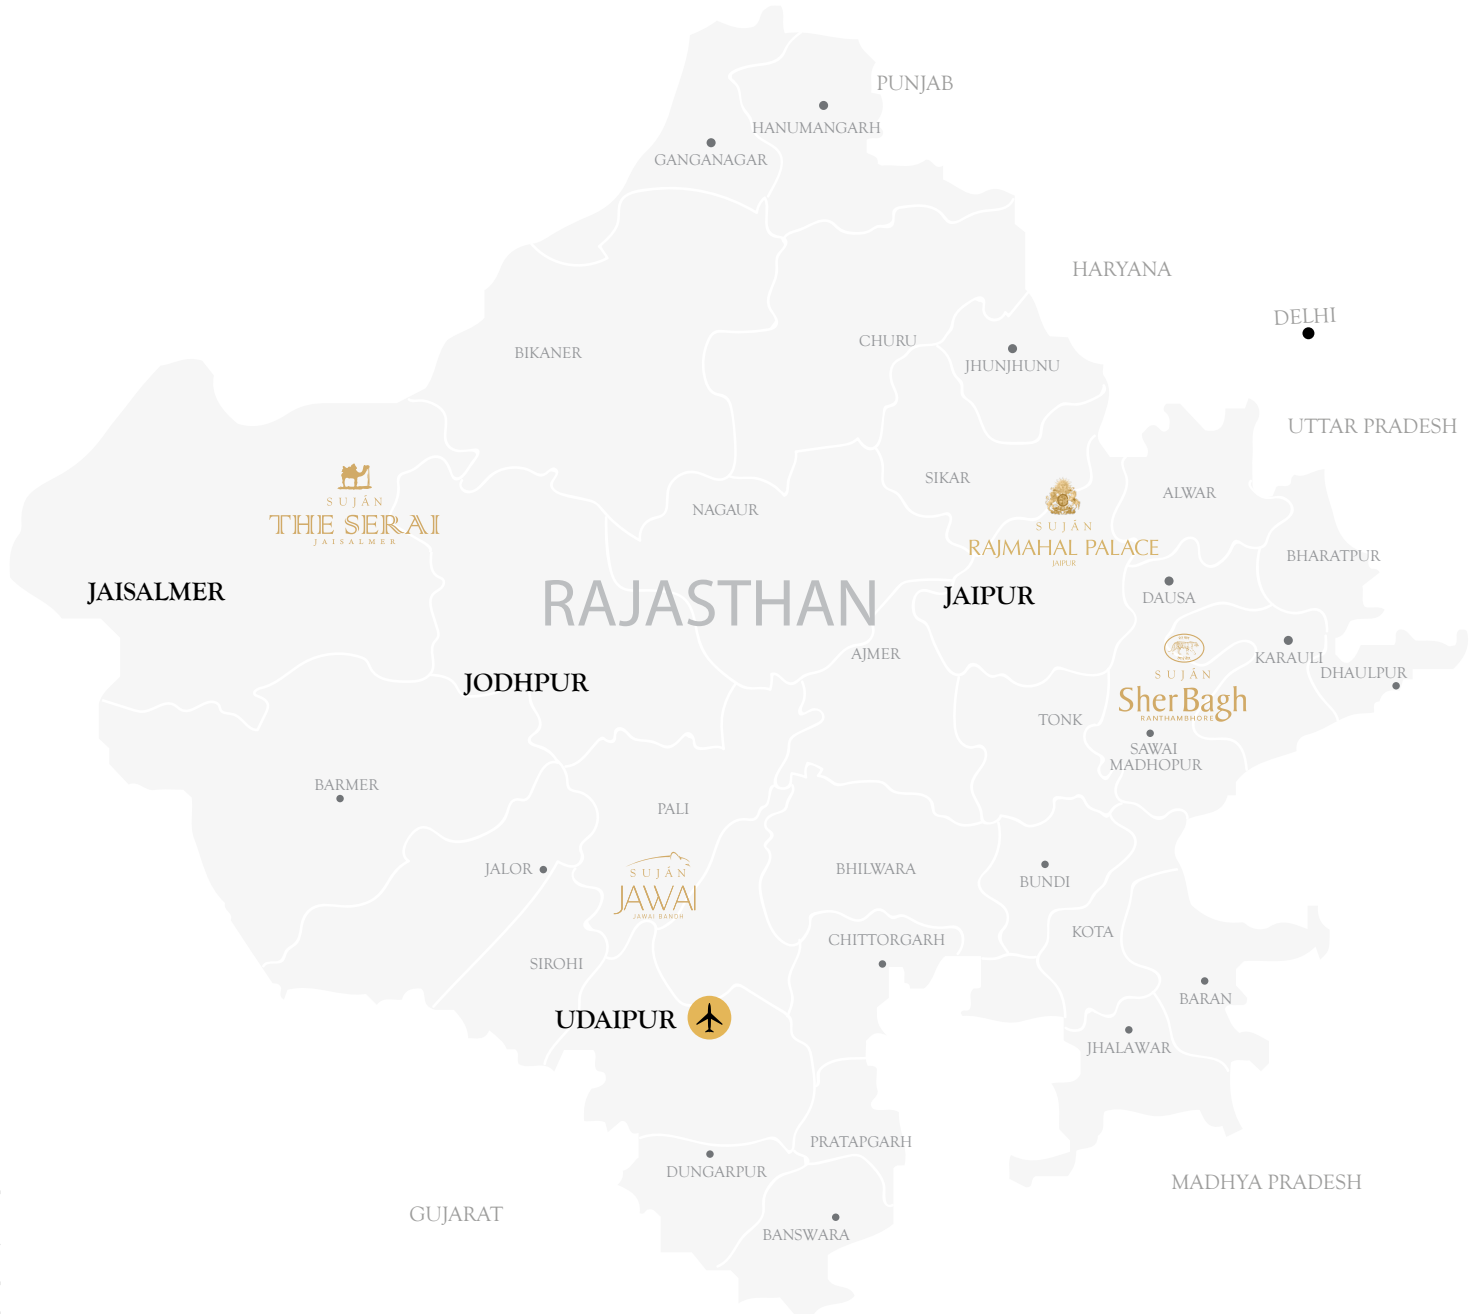 PUNJAB
HANUMANGARH
GANGANAGAR
HARYANA
DELHI
CHURU
BIKANER
JHUNJHUNU
UTTAR PRADESH
SIKAR
ALWAR
SUJÁN
THE SERAI
JAISALMER
NAGAUR
SUJÁN
RAJMAHAL PALACE
JAIPUR
BHARATPUR
JAISALMER
RAJASTHAN
JAIPUR
DAUSA
AJMER
KARAULI
DHAULPUR
JODHPUR
SUJÁN
Sher Bagh
RANTHAMBHORE
TONK
SAWAI
MADHOPUR
BARMER
PALI
JALOR
SUJÁN
JAWAI
JAWAI BANDH
BHILWARA
BUNDI
CHITTORGARH
KOTA
SIROHI
BARAN
UDAIPUR
JHALAWAR
PRATAPGARH
DUNGARPUR
MADHYA PRADESH
GUJARAT
BANSWARA